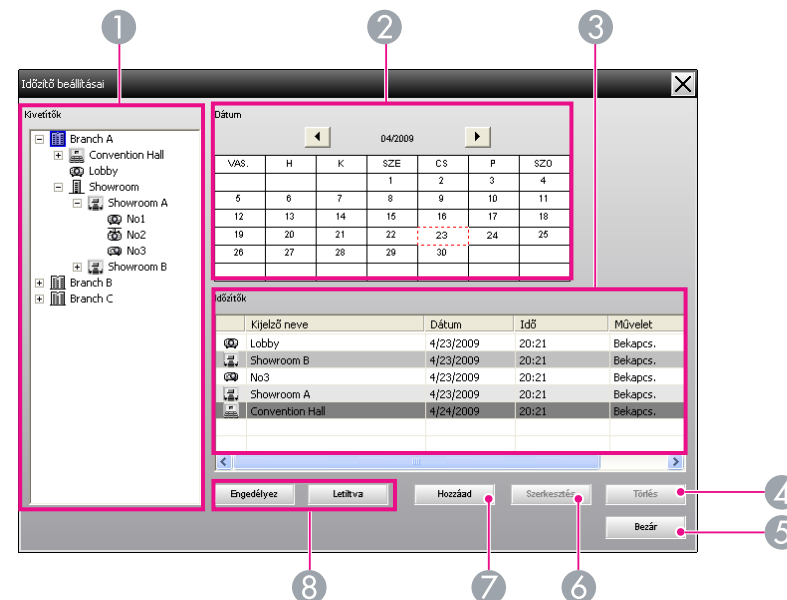 1 2 3
Időzítő beállításai
Kivetítők
Branch A
Convention Hall
Lobby
Showroom
Showroom A
No1
No2
No3
Showroom B
Branch B
Branch C
Dátum
04/2009
VAS. H K SZE CS P SZO
1 2 3 4
5 6 7 8 9 10 11
12 13 14 15 16 17 18
19 20 21 22 23 24 25
26 27 28 29 30
Időzítők
Kijelző neve Dátum Idő Művelet
Lobby 4/23/2009 20:21 Bekapcs.
Showroom B 4/23/2009 20:21 Bekapcs.
No3 4/23/2009 20:21 Bekapcs.
Showroom A 4/23/2009 20:21 Bekapcs.
Convention Hall 4/24/2009 20:21 Bekapcs.
Engedélyez Letiltva Hozzáad Szerkesztés Törlés 4
Bezár 5
8 7 6